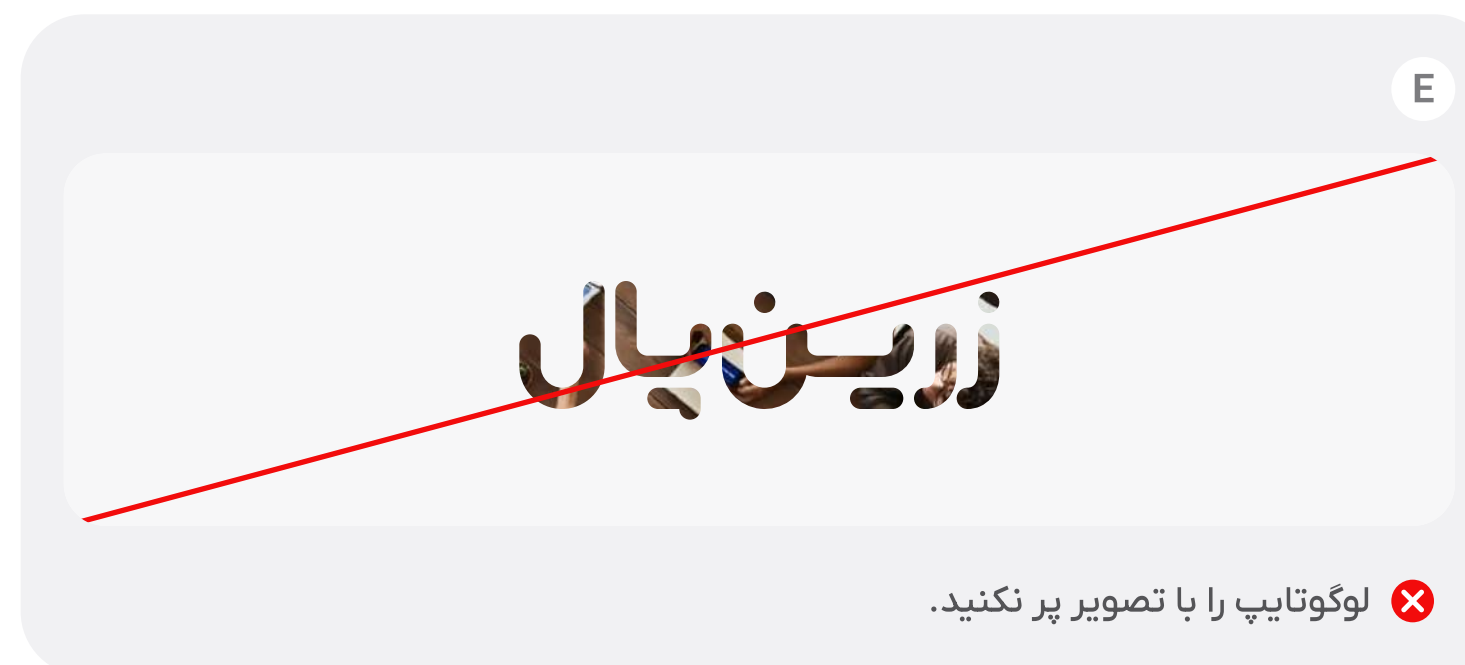 E
زرین‌پال
لوگوتایپ را با تصویر پر نکنید.